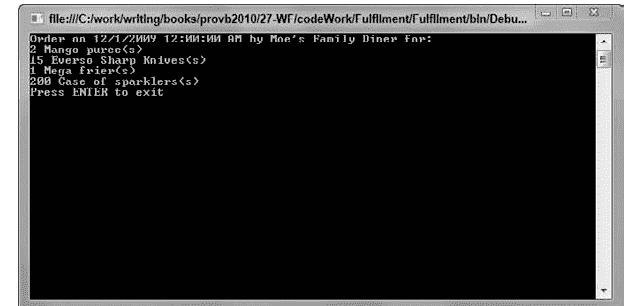 file:///C:/work/writing/books/provb2010/27-WF/codeWork/Fulfilment/Fulfilment/bin/Debu...
Order on 12/1/2009 12:00:00 AM by Moe's Family Diner for:
2 Mango puree(s)
15 Everso Sharp Knives(s)
1 Mega frier(s)
200 Case of sparklers(s)
Press ENTER to exit